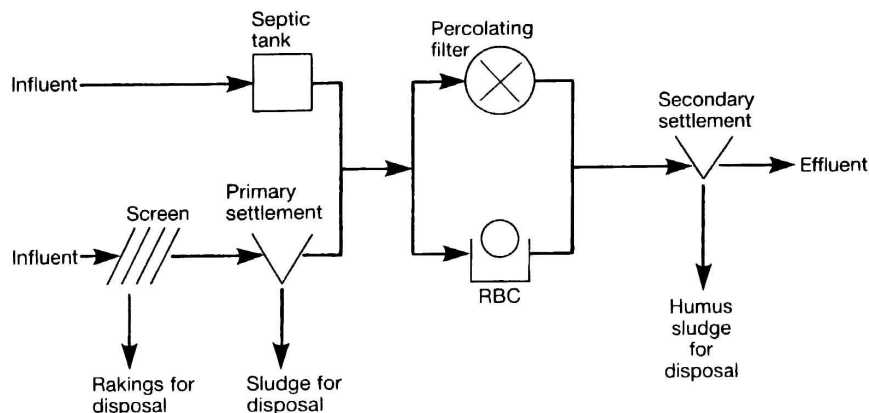 Septic
tank
Percolating
filter
Influent
Secondary
settlement
Effluent
Primary
settlement
Screen
Influent
RBC
Humus
sludge
for
disposal
Rakings for
disposal
Sludge for
disposal